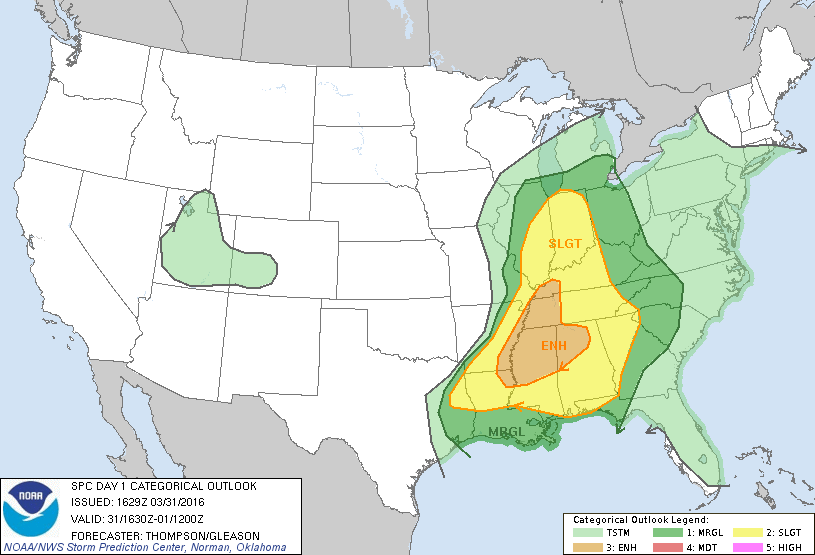 SLGT
ENH
MRGL
SPC DAY 1 CATEGORICAL OUTLOOK
ISSUED: 1629Z 03/31/2016
VALID: 31/1630Z-01/1200Z
FORECASTER: THOMPSON/GLEASON
NOAA/NWS Storm Prediction Center, Norman, Oklahoma
NOAA
Categorical Outlook Legend:
TSTM 1: MRGL 2: SLGT
3: ENH 4: MDT 5: HIGH